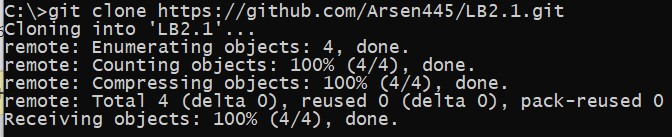 C:\>git clone https://github.com/Arsen445/LB2.1.git
Cloning into 'LB2.1'...
remote: Enumerating objects: 4, done.
remote: Counting objects: 100% (4/4), done.
remote: Compressing objects: 100% (4/4), done.
remote: Total 4 (delta 0), reused 0 (delta 0), pack-reused 0
Receiving objects: 100% (4/4), done.